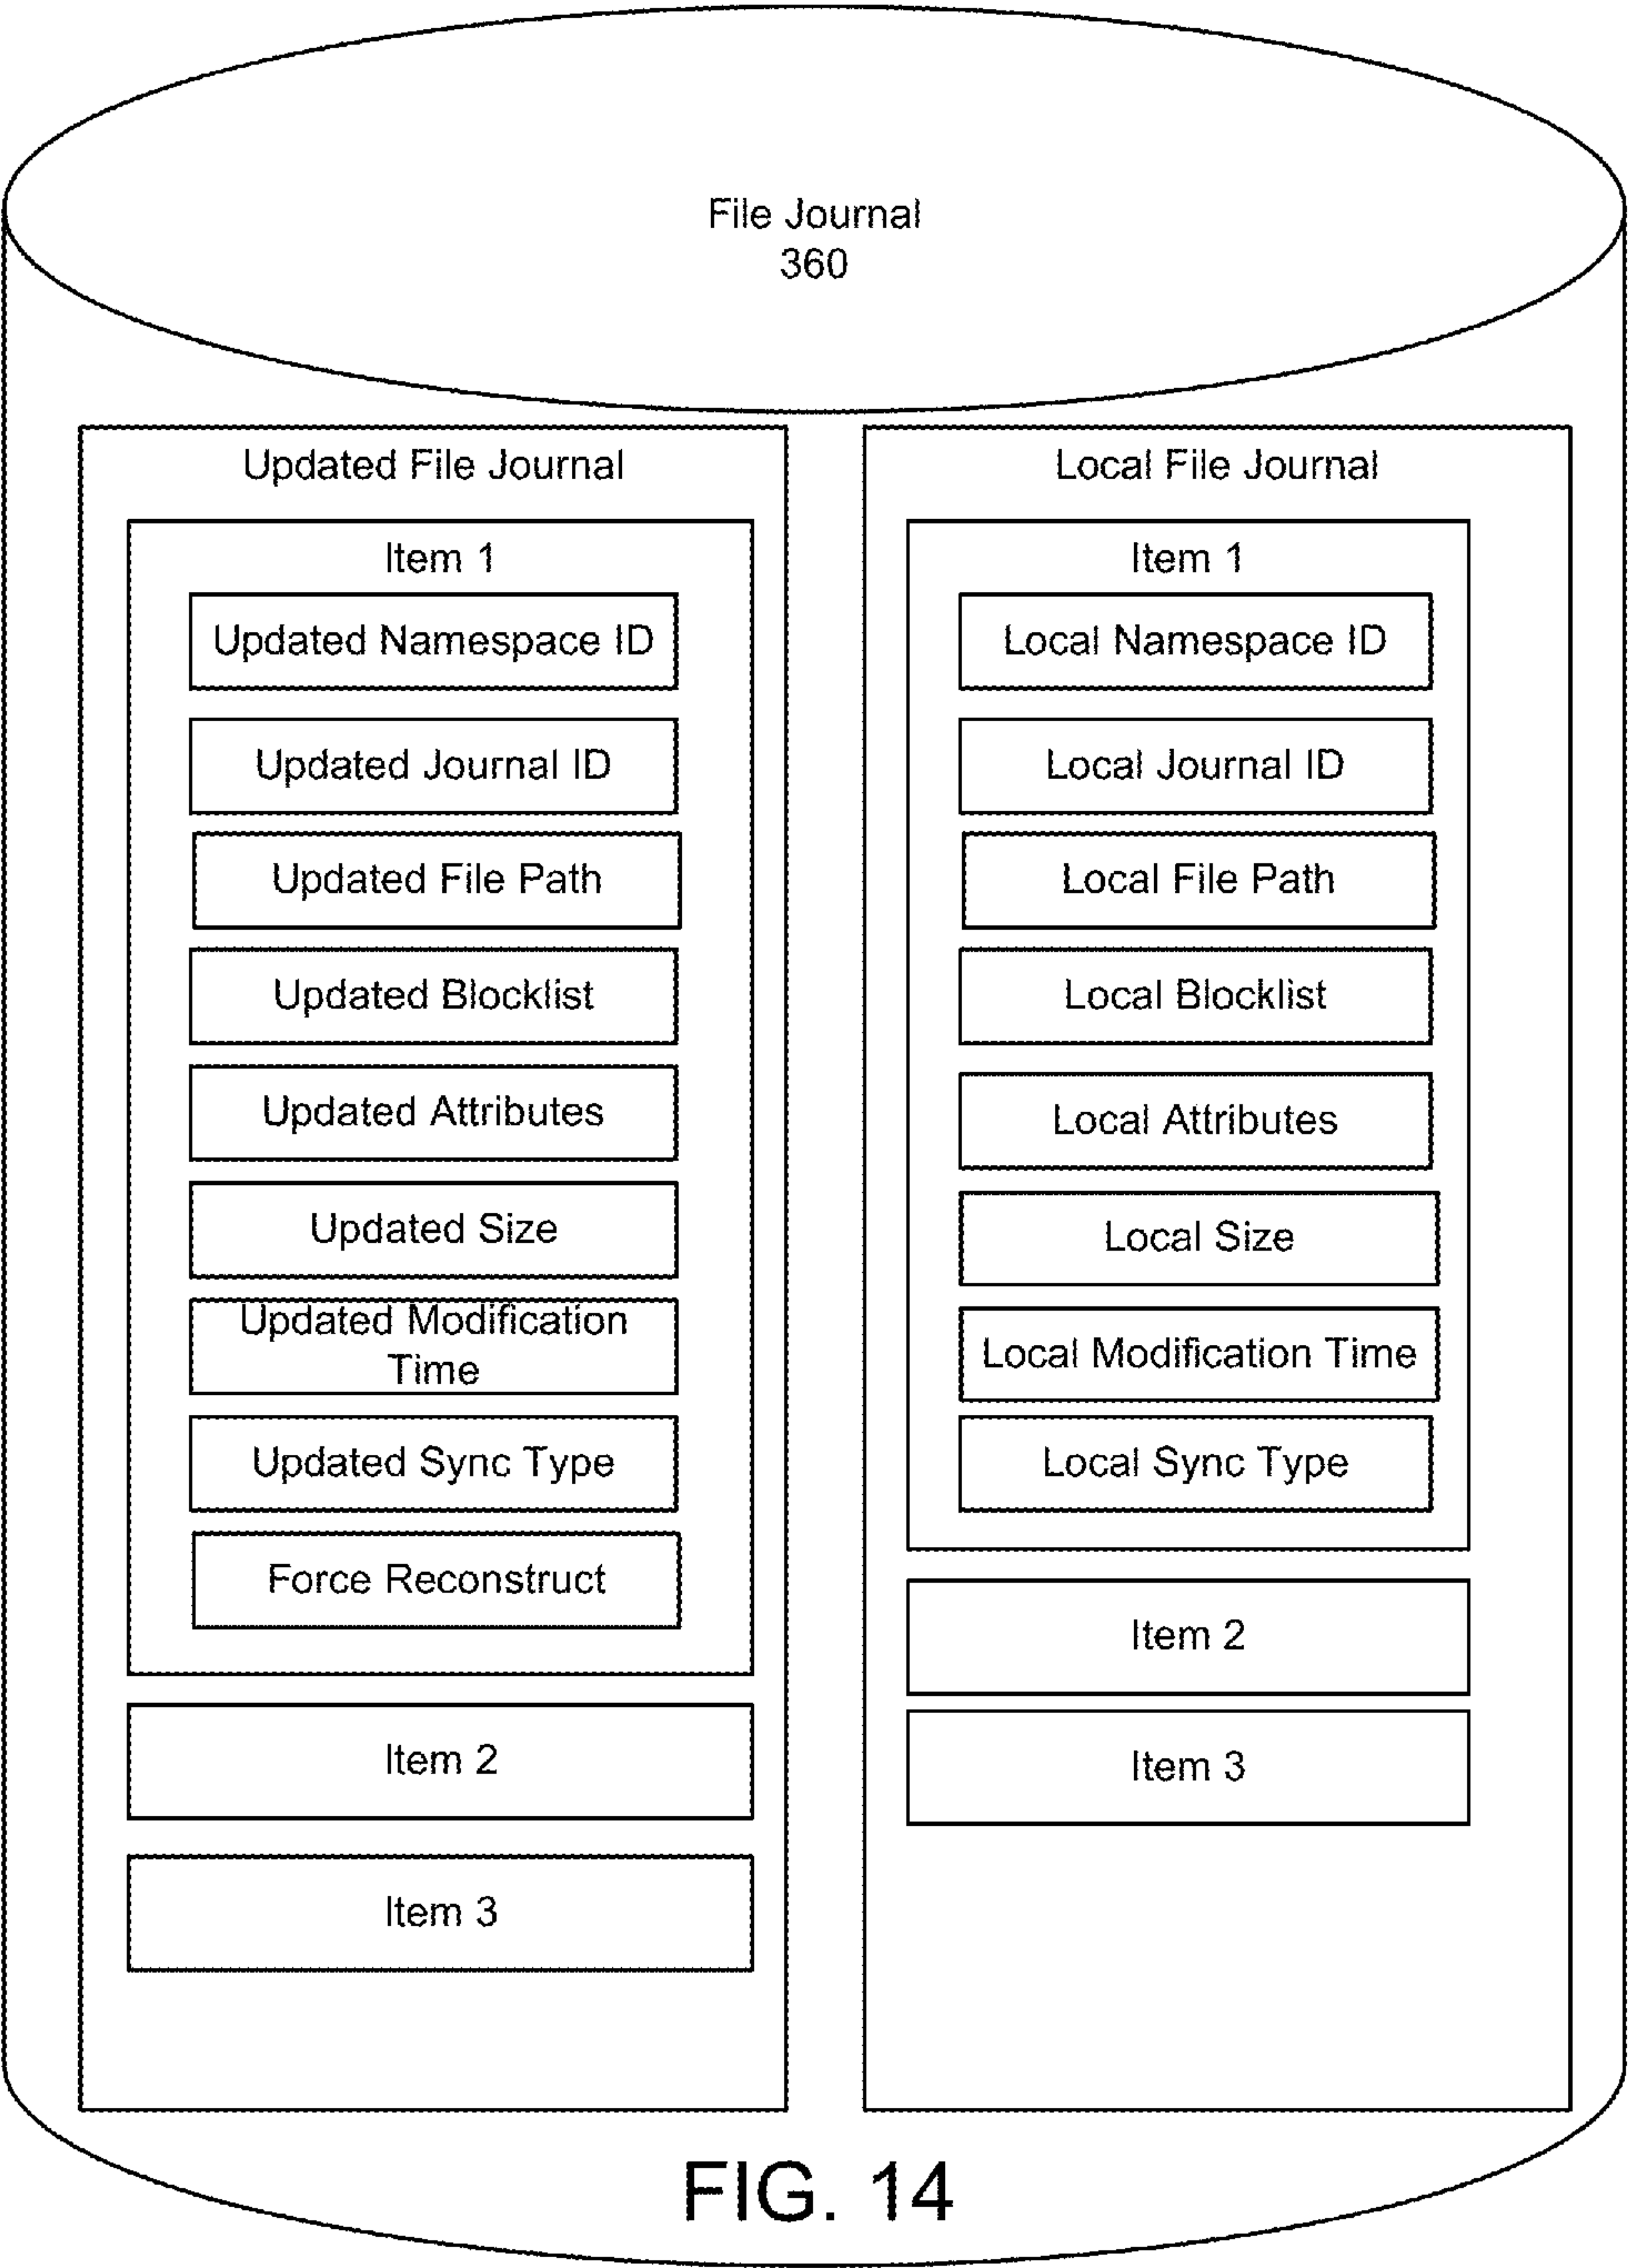 File Journal
360
Updated File Journal
Item 1
Updated Namespace ID
Updated Journal ID
Updated File Path
Updated Blocklist
Updated Attributes
Updated Size
Updated Modification
Time
Updated Sync Type
Force Reconstruct
Item 2
Item 3
Local File Journal
Item 1
Local Namespace ID
Local Journal ID
Local File Path
Local Blocklist
Local Attributes
Local Size
Local Modification Time
Local Sync Type
Item 2
Item 3
FIG. 14